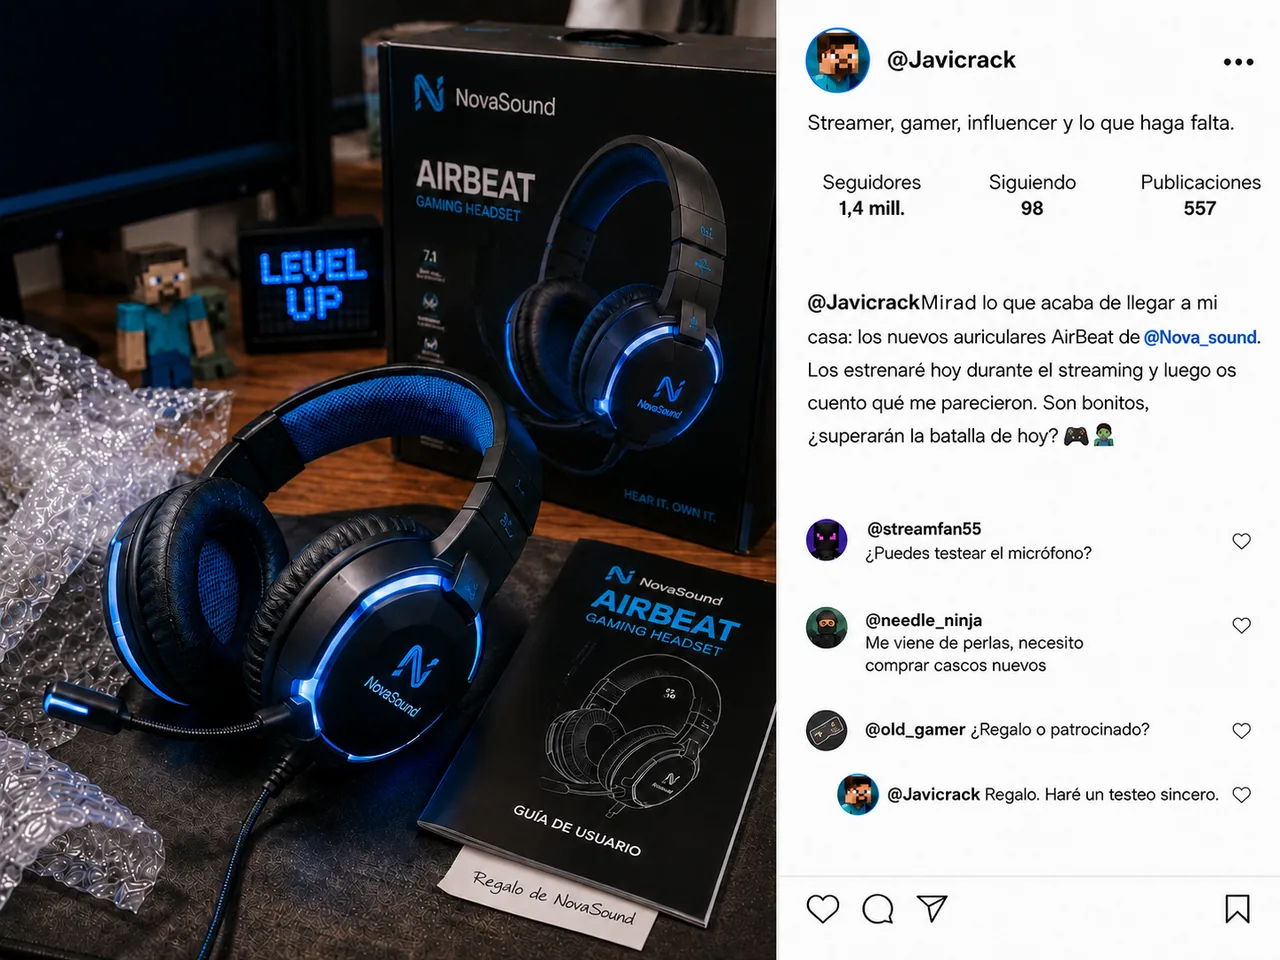 NovaSound
AIRBEAT
GAMING HEADSET
7.1
NovaSound
HEAR IT. OWN IT.
LEVEL
UP
NovaSound
NovaSound
AIRBEAT
GAMING HEADSET
NovaSound
GUÍA DE USUARIO
Regalo de NovaSound
@Javicrack
Streamer, gamer, influencer y lo que haga falta.
Seguidores Siguiendo Publicaciones
1,4 mill. 98 557
@JavicrackMirad lo que acaba de llegar a mi
casa: los nuevos auriculares AirBeat de @Nova_sound.
Los estrenaré hoy durante el streaming y luego os
cuento qué me parecieron. Son bonitos,
¿superarán la batalla de hoy? 🎮🧟
@streamfan55
¿Puedes testear el micrófono?
@needle_ninja
Me viene de perlas, necesito
comprar cascos nuevos
@old_gamer ¿Regalo o patrocinado?
@Javicrack Regalo. Haré un testeo sincero.